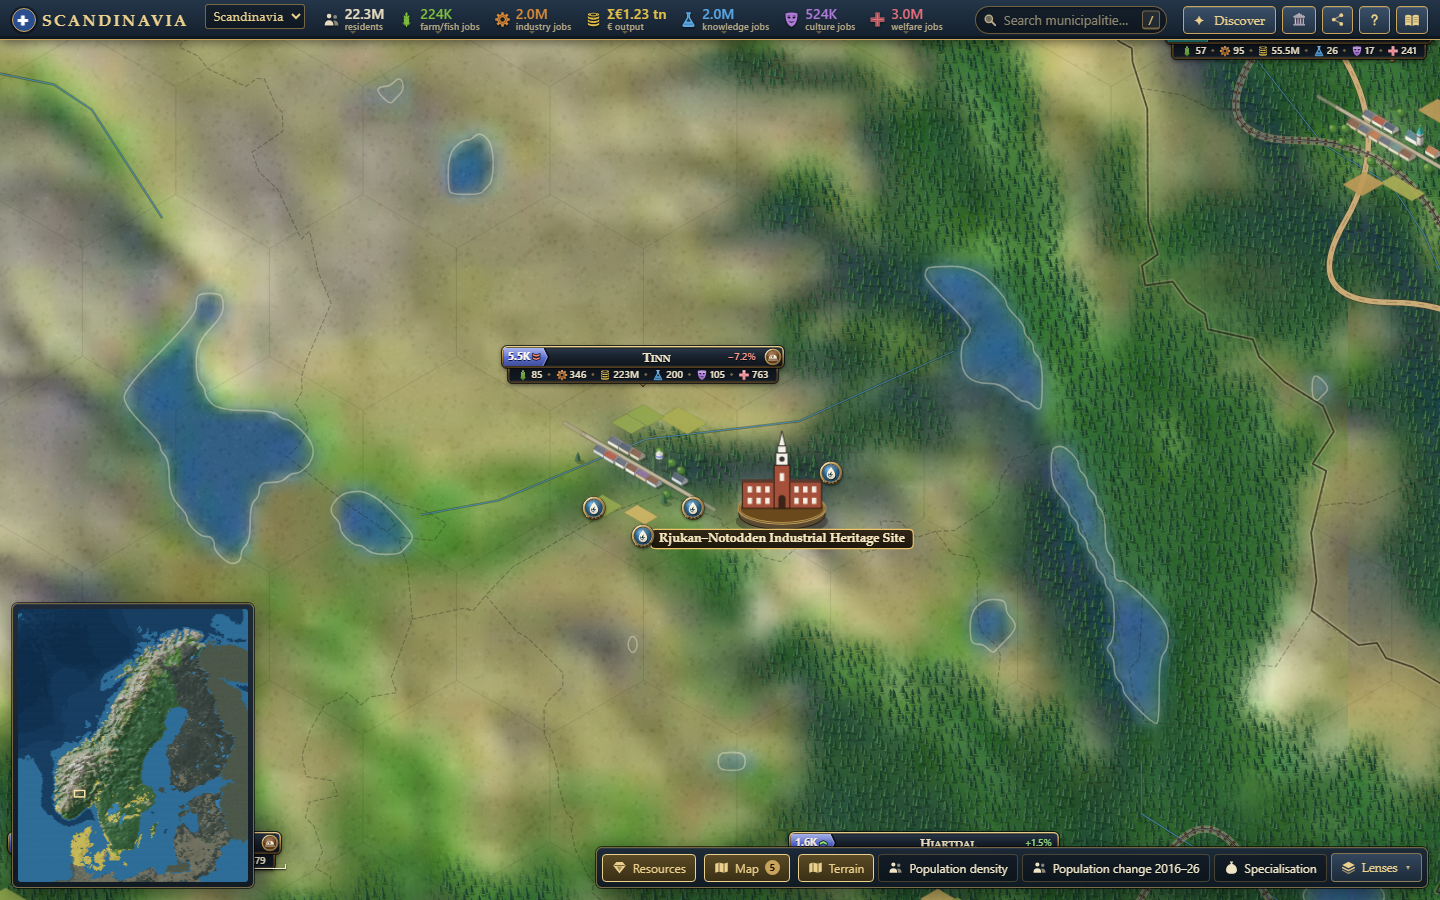 SCANDINAVIA
Scandinavia
22.3M
residents
224K
farm/fish jobs
2.0M
industry jobs
Σ€1.23 tn
€ output
2.0M
knowledge jobs
524K
culture jobs
3.0M
welfare jobs
Search municipalitie...
/
Discover
?
57 • 95 • 55.5M • 26 • 17 • 241
5.5K
TINN
−7.2%
85 • 346 • 223M • 200 • 105 • 763
Rjukan–Notodden Industrial Heritage Site
79
1.6K
HJARTDAL
+1.5%
Resources
Map 5
Terrain
Population density
Population change 2016–26
Specialisation
Lenses